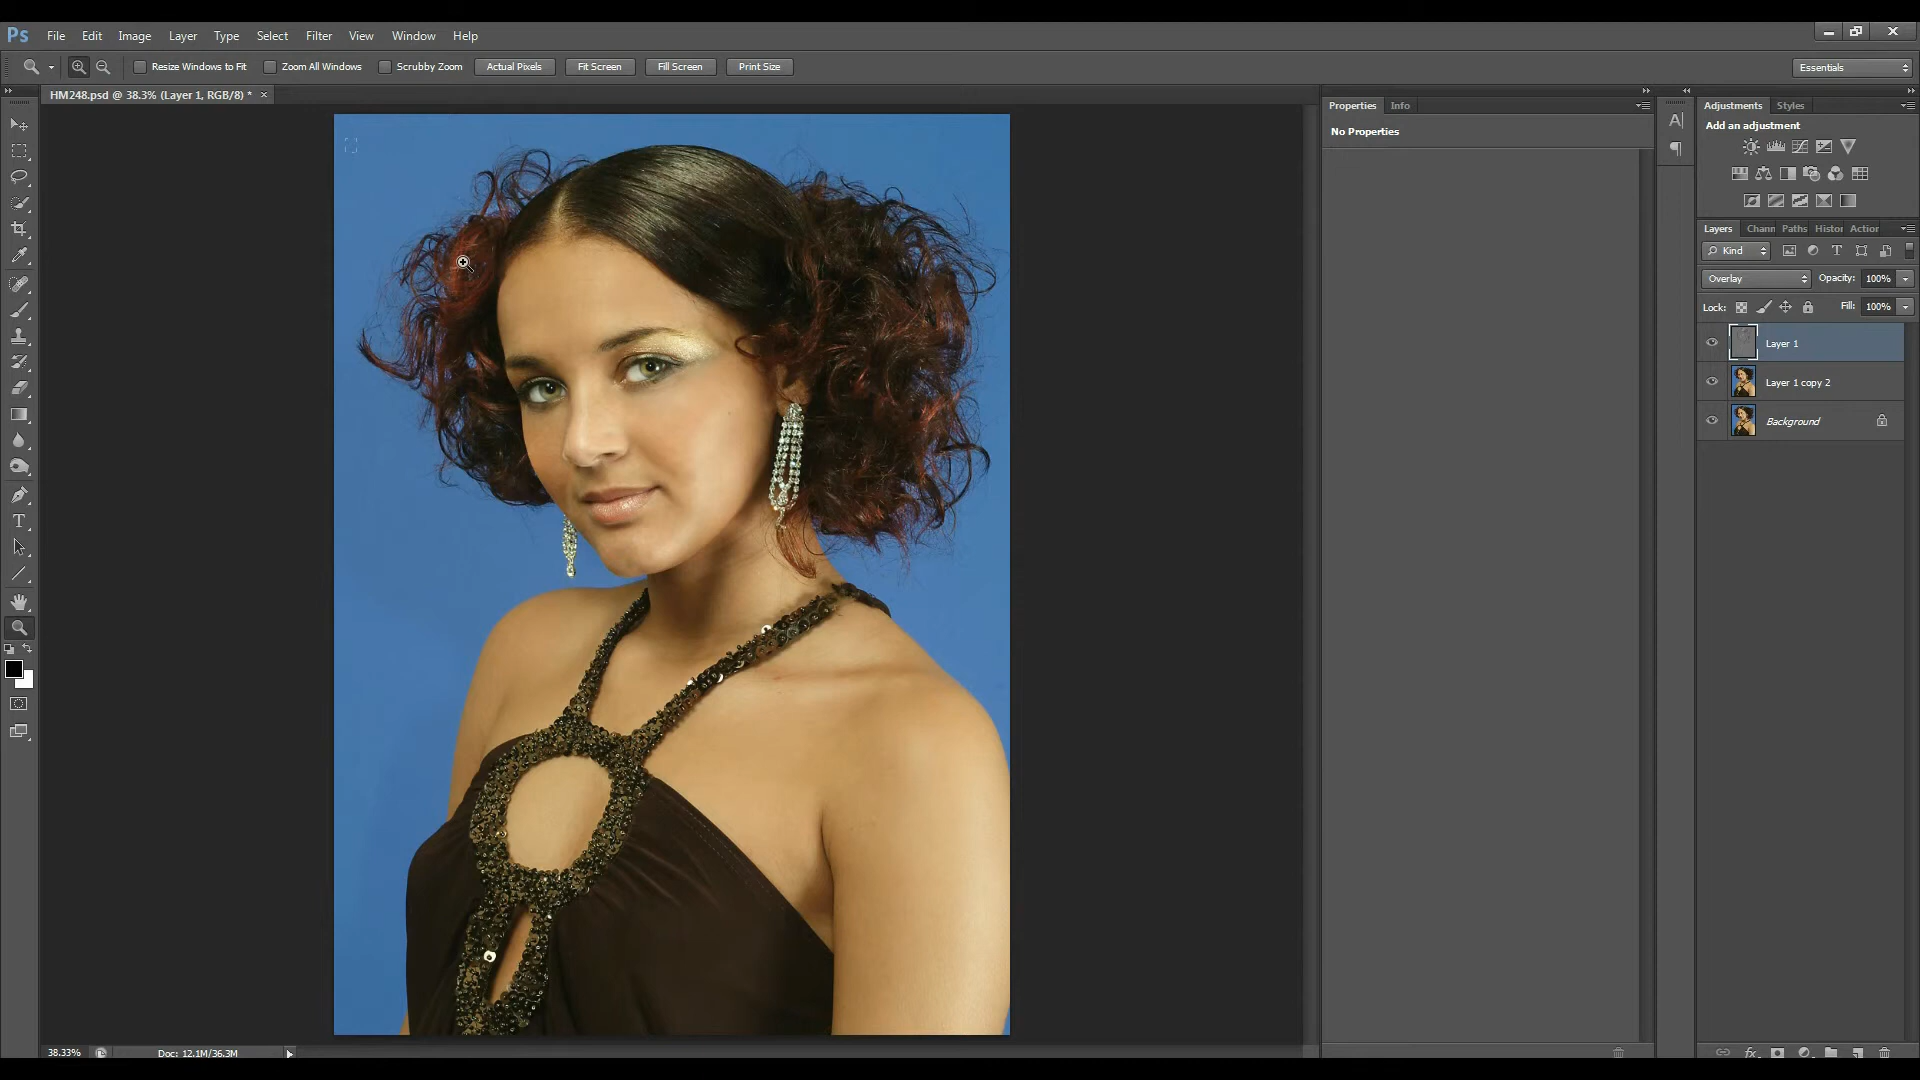 Ps File Edit Image Layer Type Select Filter View Window Help
Resize Windows to Fit Zoom All Windows Scrubby Zoom Actual Pixels Fit Screen Fill Screen Print Size Essentials
HM248.psd @ 38.3% (Layer 1, RGB/8) * ×
Properties Info
No Properties
Adjustments Styles
Add an adjustment
Layers Chann Paths Histor Action
Kind
Overlay Opacity: 100%
Lock: Fill: 100%
Layer 1
Layer 1 copy 2
Background
38.33% Doc: 12.1M/36.3M